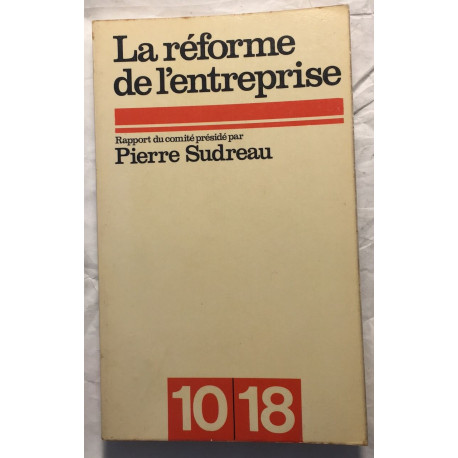 La réforme
de l'entreprise
Rapport du comité présidé par
Pierre Sudreau
10|18